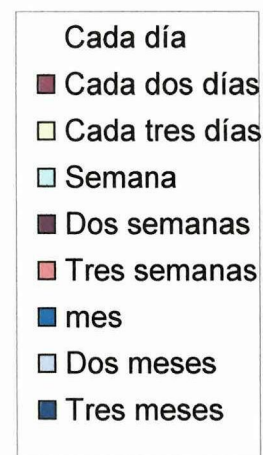 Cada día
Cada dos días
Cada tres días
Semana
Dos semanas
Tres semanas
mes
Dos meses
Tres meses